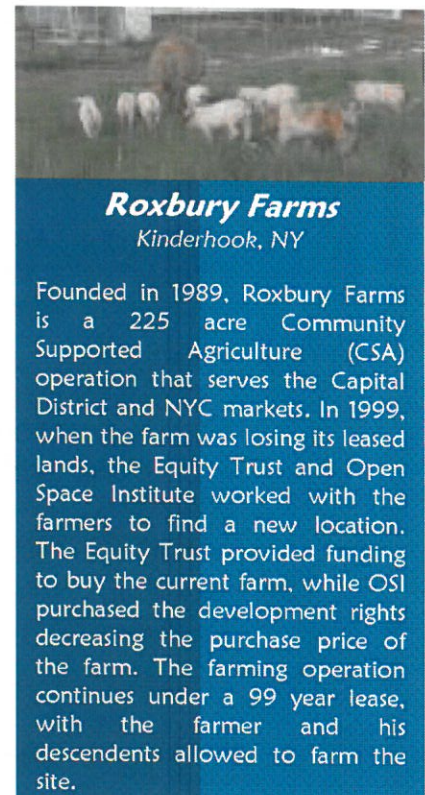 Roxbury Farms
Kinderhook, NY
Founded in 1989, Roxbury Farms
is a 225 acre Community
Supported Agriculture (CSA)
operation that serves the Capital
District and NYC markets. In 1999,
when the farm was losing its leased
lands, the Equity Trust and Open
Space Institute worked with the
farmers to find a new location.
The Equity Trust provided funding
to buy the current farm, while OSI
purchased the development rights
decreasing the purchase price of
the farm. The farming operation
continues under a 99 year lease,
with the farmer and his
descendents allowed to farm the
site.